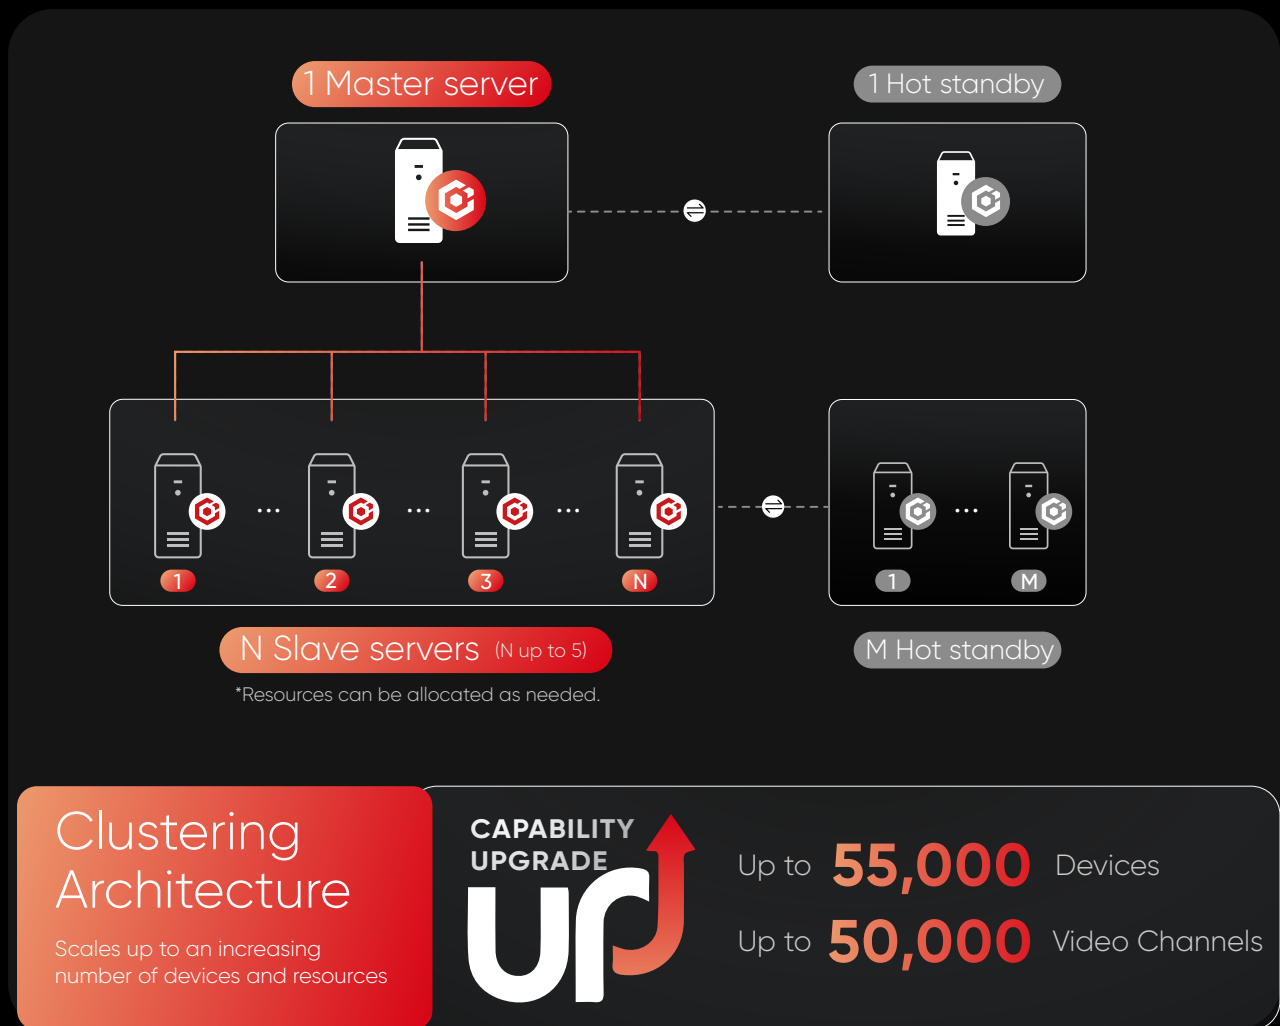 1 Master server
1 Hot standby
1
2
3
N
1
M
N Slave servers (N up to 5)
M Hot standby
*Resources can be allocated as needed.
Clustering
Architecture
Scales up to an increasing
number of devices and resources
CAPABILITY
UPGRADE
up
Up to 55,000 Devices
Up to 50,000 Video Channels